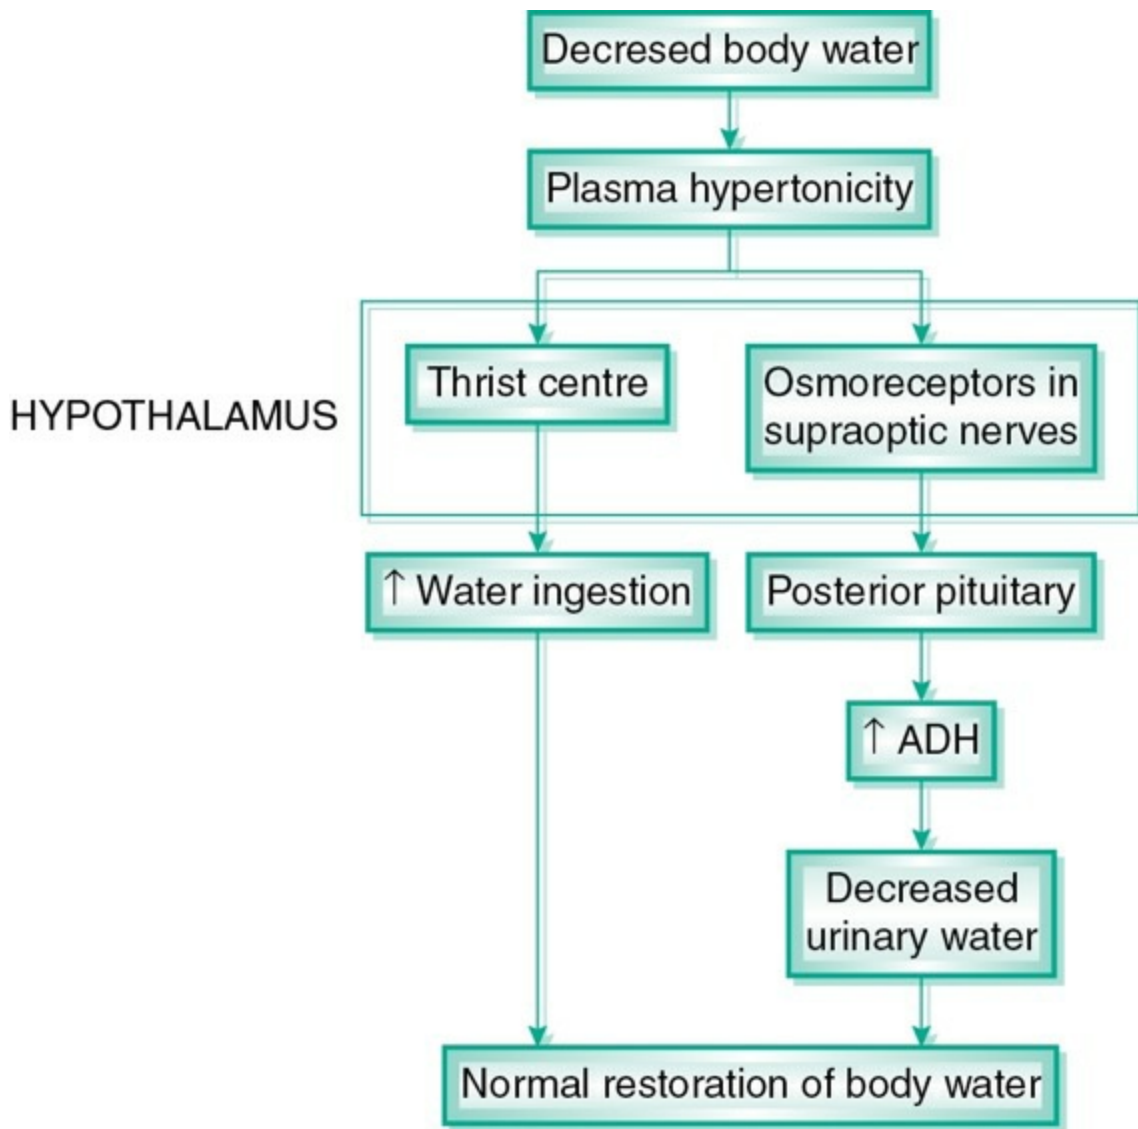 Decresed body water
Plasma hypertonicity
HYPOTHALAMUS
Thrist centre
Osmoreceptors in
supraoptic nerves
↑ Water ingestion
Posterior pituitary
↑ ADH
Decreased
urinary water
Normal restoration of body water